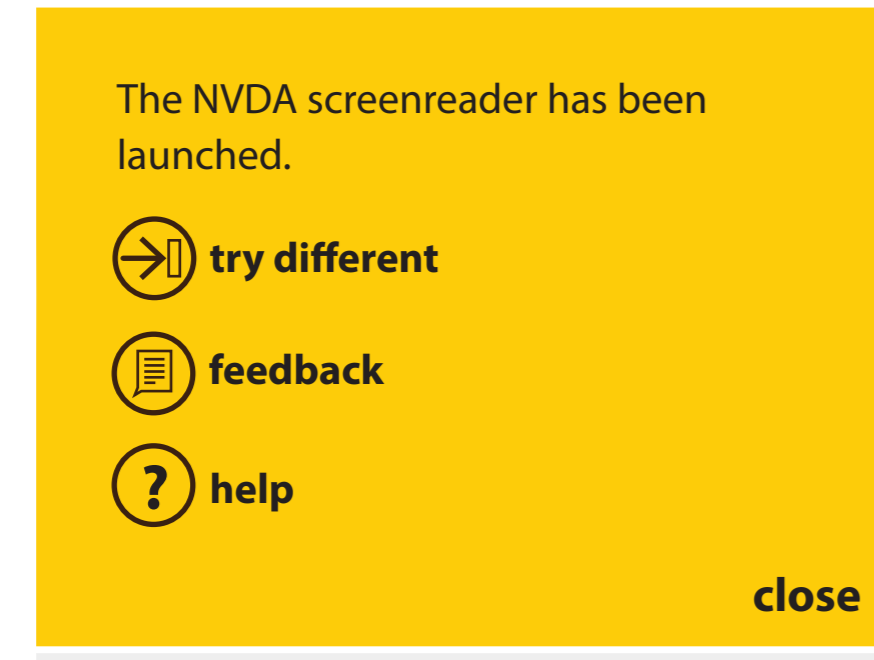 The NVDA screenreader has been
launched.
try different
feedback
? help
close